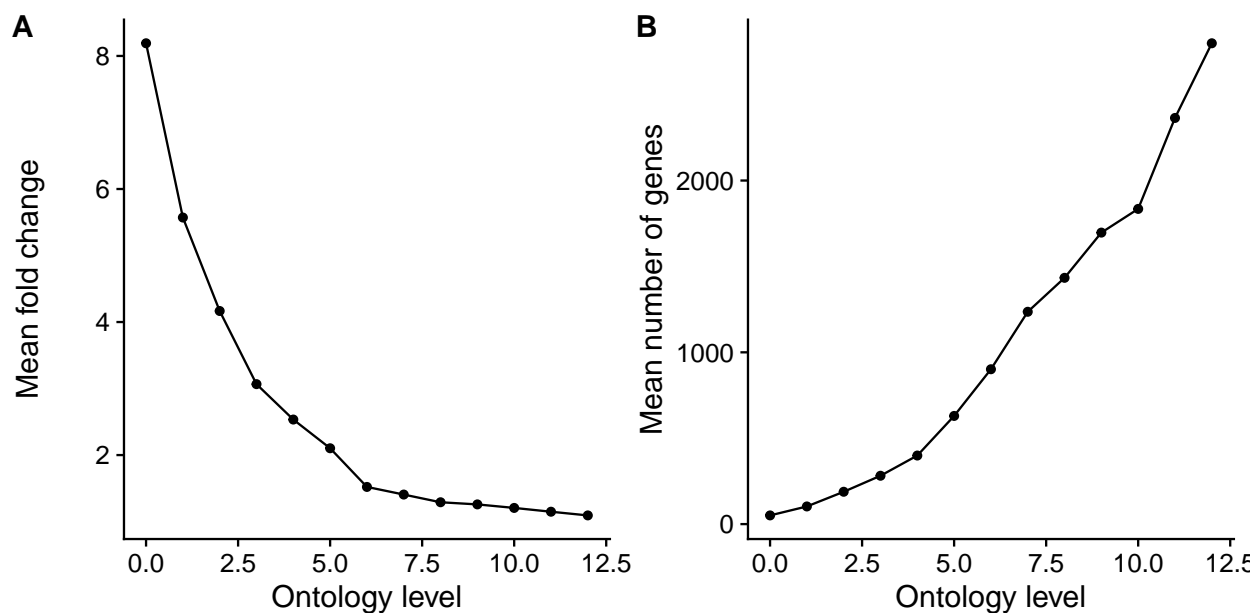 A
Mean fold change
8
6
4
2
0.0 2.5 5.0 7.5 10.0 12.5
Ontology level
B
Mean number of genes
2000
1000
0
0.0 2.5 5.0 7.5 10.0 12.5
Ontology level